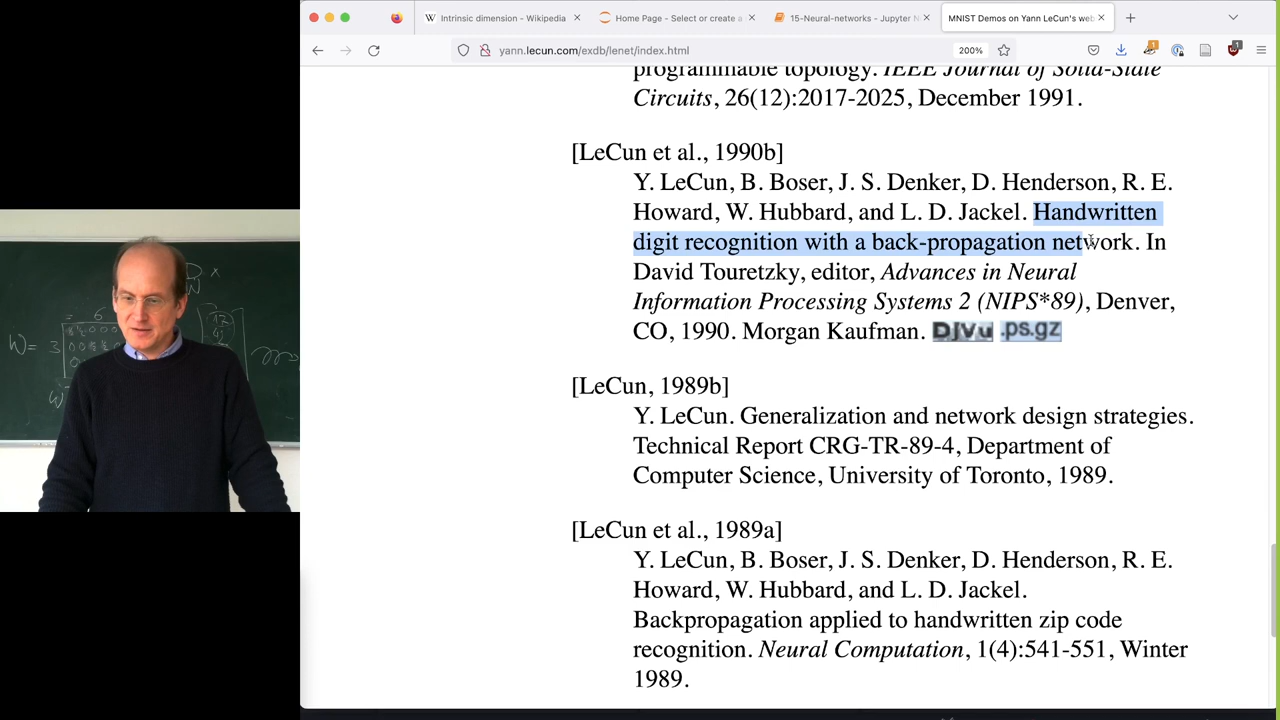 Intrinsic dimension - Wikipedia
Home Page - Select or create a
15-Neural-networks - Jupyter N
MNIST Demos on Yann LeCun's web
yann.lecun.com/exdb/lenet/index.html
200%
programmable topology. IEEE Journal of Solid-State
Circuits, 26(12):2017-2025, December 1991.
[LeCun et al., 1990b]
Y. LeCun, B. Boser, J. S. Denker, D. Henderson, R. E.
Howard, W. Hubbard, and L. D. Jackel. Handwritten
digit recognition with a back-propagation network. In
David Touretzky, editor, Advances in Neural
Information Processing Systems 2 (NIPS*89), Denver,
CO, 1990. Morgan Kaufman. DjVu .ps.gz
[LeCun, 1989b]
Y. LeCun. Generalization and network design strategies.
Technical Report CRG-TR-89-4, Department of
Computer Science, University of Toronto, 1989.
[LeCun et al., 1989a]
Y. LeCun, B. Boser, J. S. Denker, D. Henderson, R. E.
Howard, W. Hubbard, and L. D. Jackel.
Backpropagation applied to handwritten zip code
recognition. Neural Computation, 1(4):541-551, Winter
1989.
W = 3
= 6